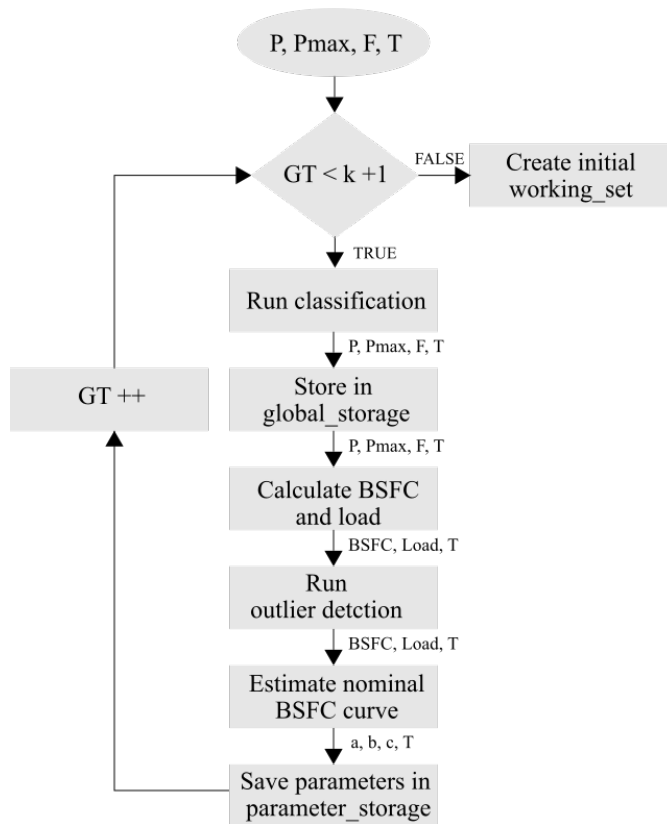 P, Pmax, F, T
GT < k +1
FALSE
Create initial
working_set
TRUE
Run classification
P, Pmax, F, T
Store in
global_storage
GT ++
P, Pmax, F, T
Calculate BSFC
and load
BSFC, Load, T
Run
outlier detction
BSFC, Load, T
Estimate nominal
BSFC curve
a, b, c, T
Save parameters in
parameter_storage